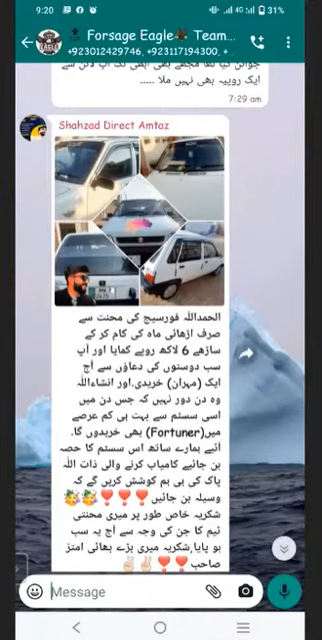 9:20
4G
31%
Forsage Eagle Team...
+923012429746, +923117194300, +..
ایک روپیہ بھی نہیں ملا .....
7:29 am
Shahzad Direct Amtaz
الحمداللہ فورسیج کی محنت سے
صرف اڑھائی ماہ کی کام کر کے
ساڑھے 6 لاکھ روپے کمایا اور آپ
سب دوستوں کی دعاؤں سے آج
ایک (مہران) خریدی.اور انشاءاللہ
وہ دن دور نہیں کہ جس دن میں
اسی سسٹم سے بہت ہی کم عرصے
میں(Fortuner) بھی خریدوں گا.
آئیے ہمارے ساتھ اس سسٹم کا حصہ
بن جائیے کامیاب کرنے والی ذات اللہ
پاک کی ہی ہم کوشش کریں گے کہ
وسیلہ بن جائیں
شکریہ خاص طور پر میری محنتی
ٹیم کا جن کی وجہ سے آج یہ سب
ہو پایا,شکریہ میری بڑے بھائی امتز
صاحب
Message